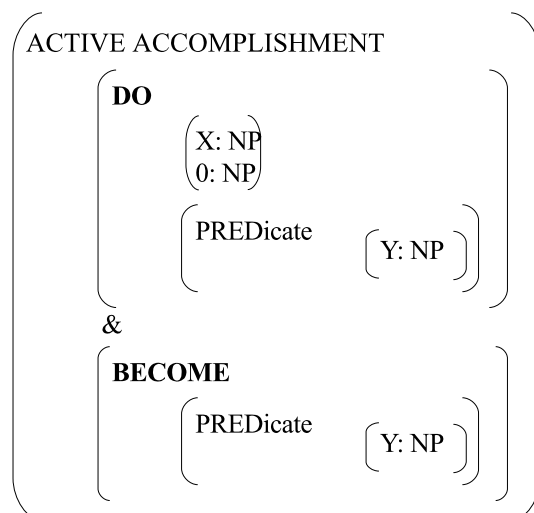 ACTIVE ACCOMPLISHMENT
DO
X: NP
0: NP
PREDicate
Y: NP
&
BECOME
PREDicate
Y: NP